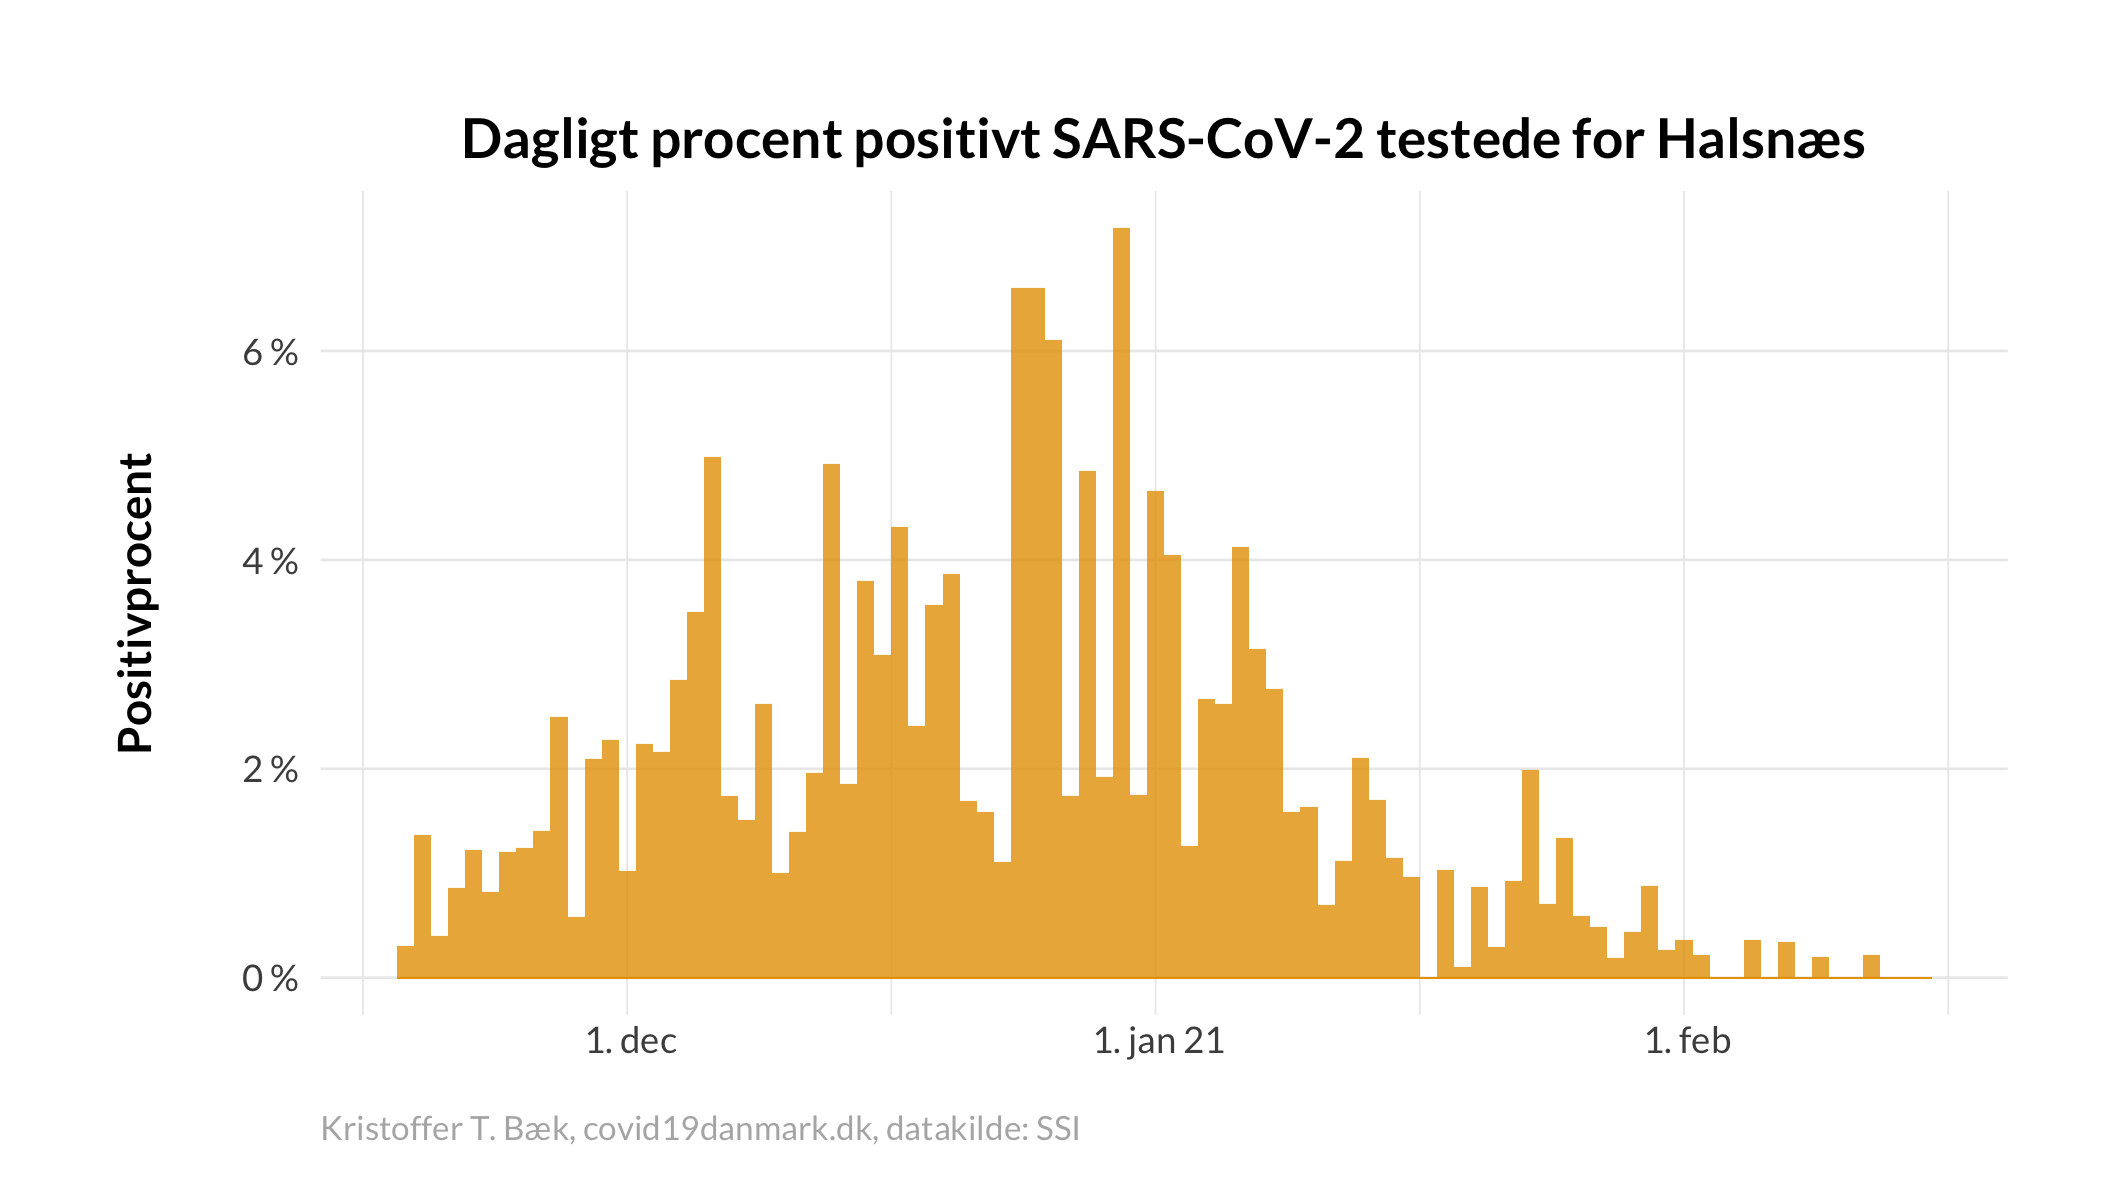 Dagligt procent positivt SARS-CoV-2 testede for Halsnæs
Positivprocent
6 %
4 %
2 %
0 %
1. dec
1. jan 21
1. feb
Kristoffer T. Bæk, covid19danmark.dk, datakilde: SSI